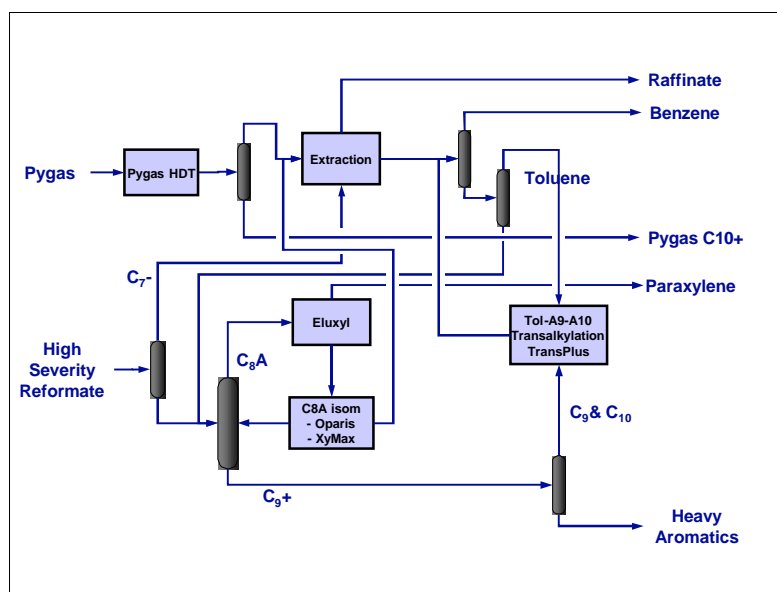 Raffinate
Benzene
Extraction
Pygas
Pygas HDT
Toluene
Pygas C10+
C₇-
Paraxylene
Eluxyl
Tol-A9-A10
Transalkylation
TransPlus
High
Severity
Reformate
C₈A
C8A isom
- Oparis
- XyMax
C₉& C₁₀
C₉+
Heavy
Aromatics